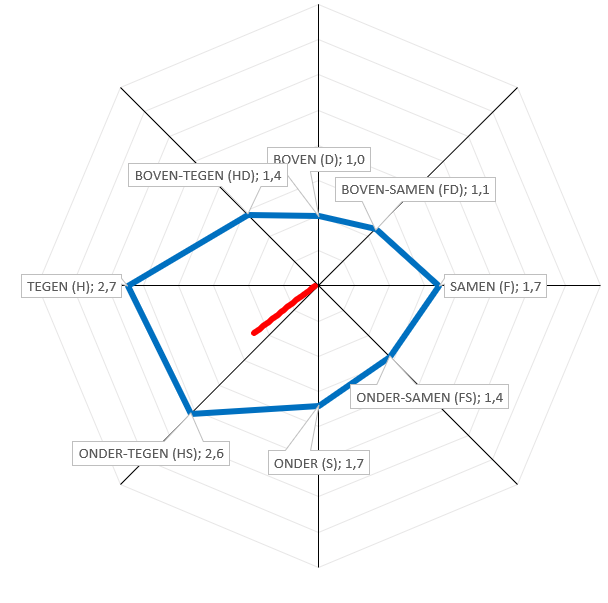 BOVEN (D); 1,0
BOVEN-TEGEN (HD); 1,4
BOVEN-SAMEN (FD); 1,1
TEGEN (H); 2,7
SAMEN (F); 1,7
ONDER-SAMEN (FS); 1,4
ONDER-TEGEN (HS); 2,6
ONDER (S); 1,7